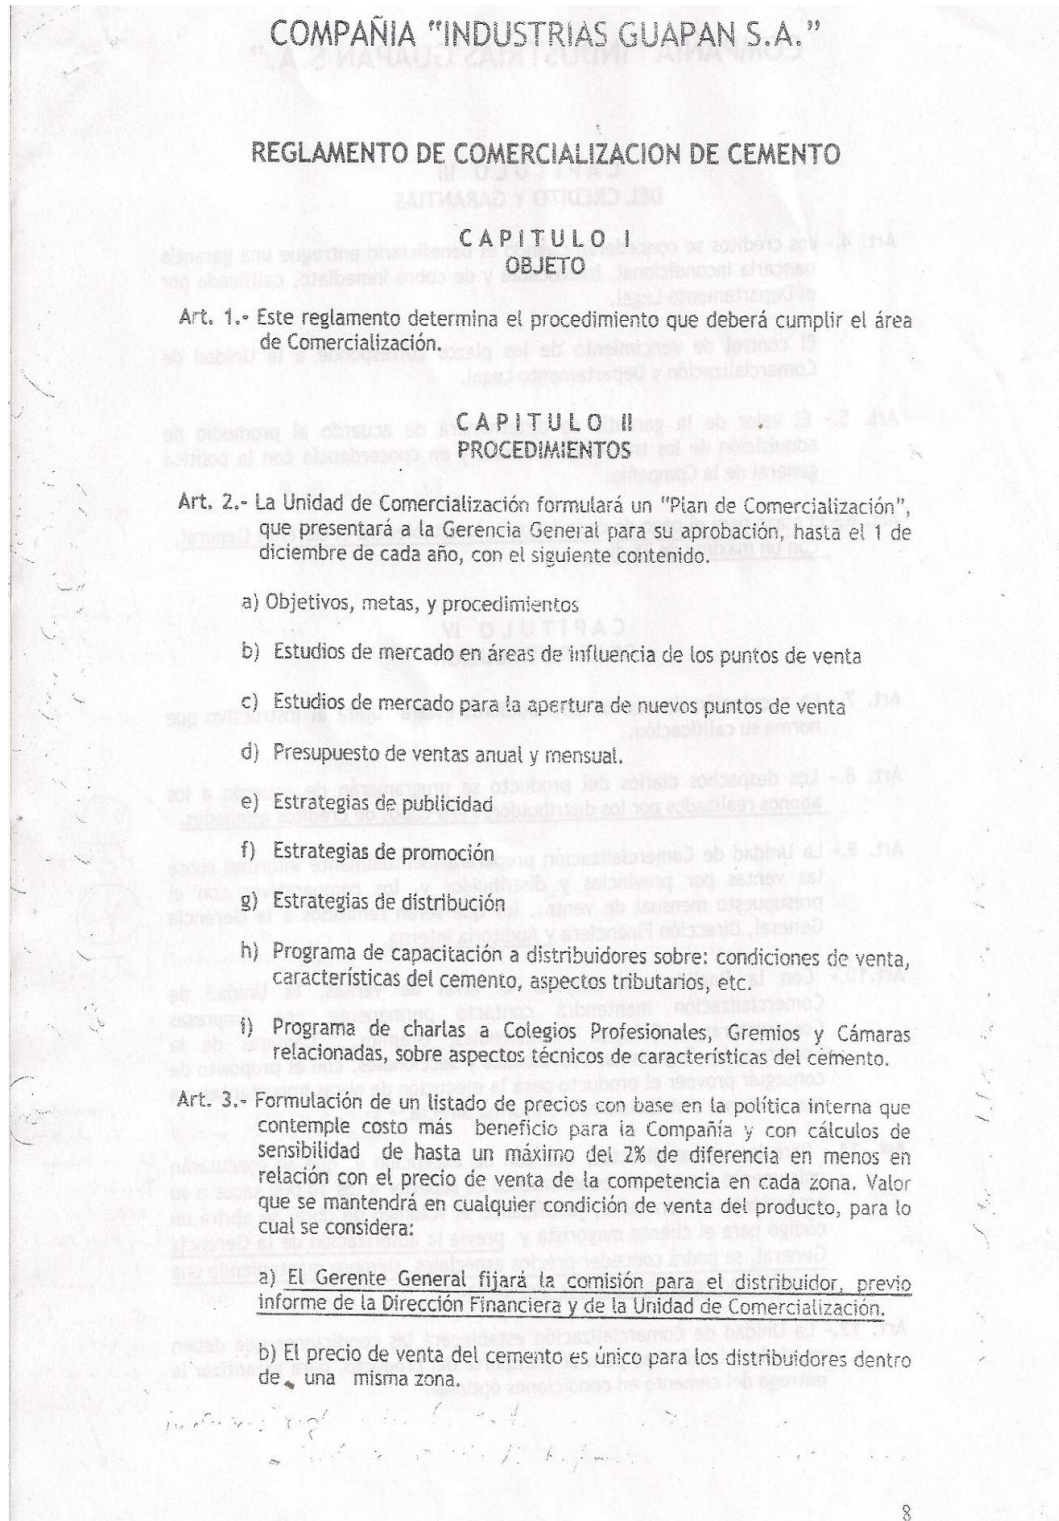 COMPAÑIA "INDUSTRIAS GUAPAN S.A."
REGLAMENTO DE COMERCIALIZACION DE CEMENTO
CAPITULO I
OBJETO
Art. 1.- Este reglamento determina el procedimiento que deberá cumplir el área
de Comercialización.
CAPITULO II
PROCEDIMIENTOS
Art. 2.- La Unidad de Comercialización formulará un "Plan de Comercialización",
que presentará a la Gerencia General para su aprobación, hasta el 1 de
diciembre de cada año, con el siguiente contenido.
a) Objetivos, metas, y procedimientos
b) Estudios de mercado en áreas de influencia de los puntos de venta
c) Estudios de mercado para la apertura de nuevos puntos de venta
d) Presupuesto de ventas anual y mensual.
e) Estrategias de publicidad
f) Estrategias de promoción
g) Estrategias de distribución
h) Programa de capacitación a distribuidores sobre: condiciones de venta,
características del cemento, aspectos tributarios, etc.
i) Programa de charlas a Colegios Profesionales, Gremios y Cámaras
relacionadas, sobre aspectos técnicos de características del cemento.
Art. 3.- Formulación de un listado de precios con base en la política interna que
contemple costo más beneficio para la Compañía y con cálculos de
sensibilidad de hasta un máximo del 2% de diferencia en menos en
relación con el precio de venta de la competencia en cada zona. Valor
que se mantendrá en cualquier condición de venta del producto, para lo
cual se considera:
a) El Gerente General fijará la comisión para el distribuidor, previo
informe de la Dirección Financiera y de la Unidad de Comercialización.
b) El precio de venta del cemento es único para los distribuidores dentro
de una misma zona.
8